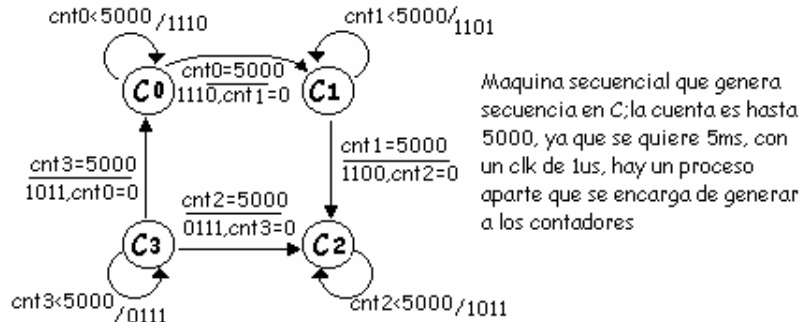 cnt0<5000/1110
cnt1<5000/1101
cnt0=5000
1110,cnt1=0
C0
C1
Maquina secuencial que genera
secuencia en C;la cuenta es hasta
5000, ya que se quiere 5ms, con
un clk de 1us, hay un proceso
aparte que se encarga de generar
a los contadores
cnt3=5000
1011,cnt0=0
cnt1=5000
1100,cnt2=0
cnt2=5000
0111,cnt3=0
C3
C2
cnt3<5000/0111
cnt2<5000/1011